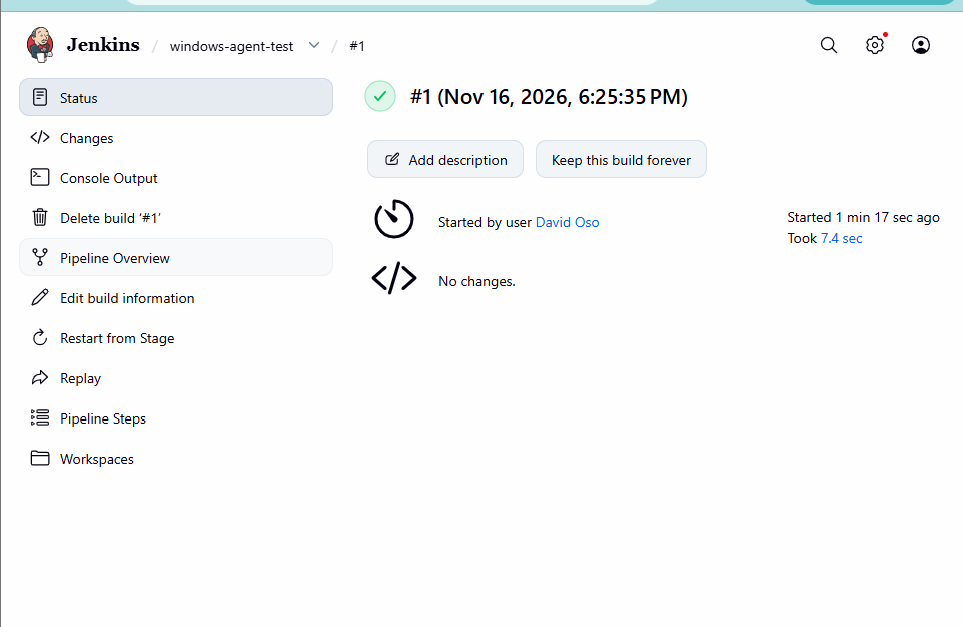 Jenkins / windows-agent-test / #1
Status
Changes
Console Output
Delete build ‘#1’
Pipeline Overview
Edit build information
Restart from Stage
Replay
Pipeline Steps
Workspaces
#1 (Nov 16, 2026, 6:25:35 PM)
Add description
Keep this build forever
Started by user David Oso
No changes.
Started 1 min 17 sec ago
Took 7.4 sec